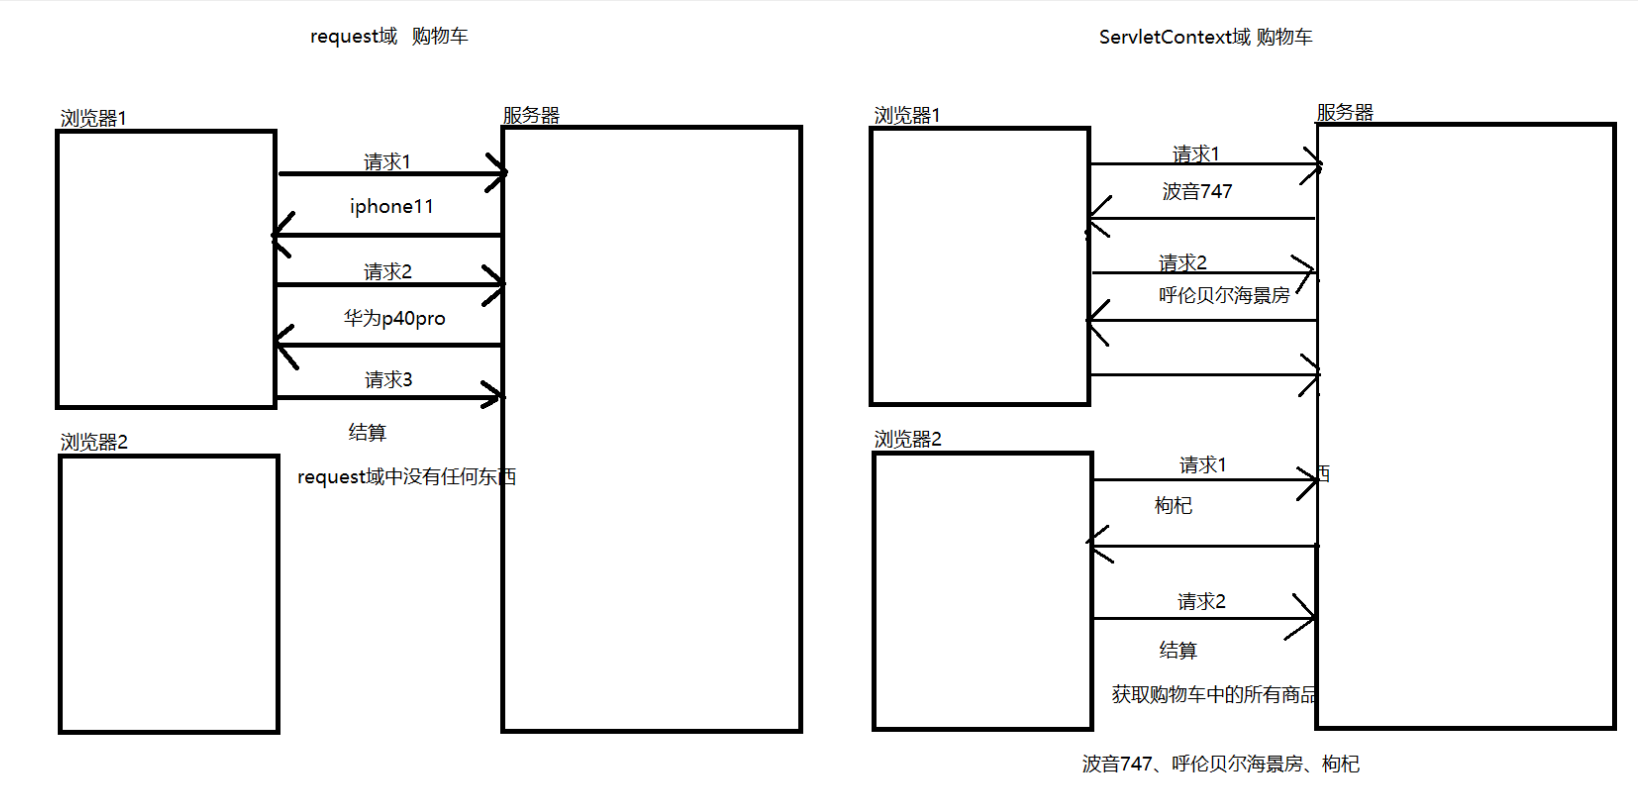 request域 购物车
浏览器1
服务器
请求1
iphone11
请求2
华为p40pro
请求3
结算
浏览器2
request域中没有任何东西
ServletContext域 购物车
浏览器1
服务器
请求1
波音747
请求2
呼伦贝尔海景房
浏览器2
请求1
西
枸杞
请求2
结算
获取购物车中的所有商品
波音747、呼伦贝尔海景房、枸杞